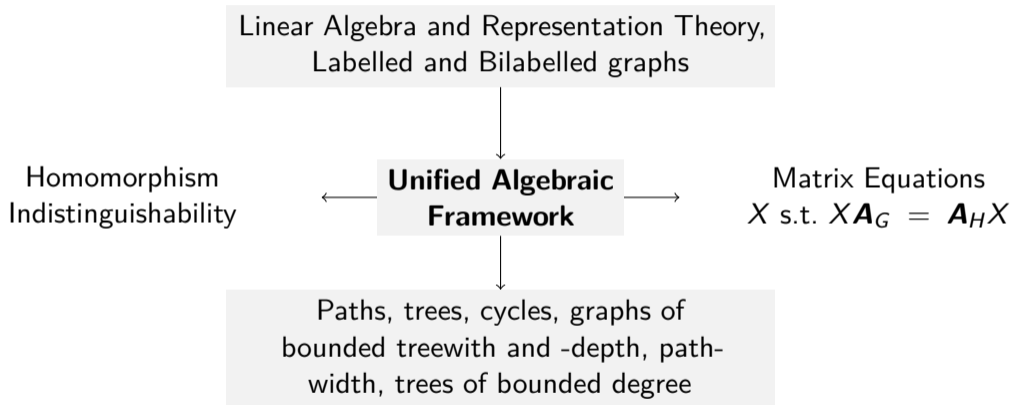 Linear Algebra and Representation Theory,
Labelled and Bilabelled graphs
Homomorphism
Indistinguishability
Unified Algebraic
Framework
Matrix Equations
X s.t. XA_G = A_HX
Paths, trees, cycles, graphs of
bounded treewith and -depth, path-
width, trees of bounded degree